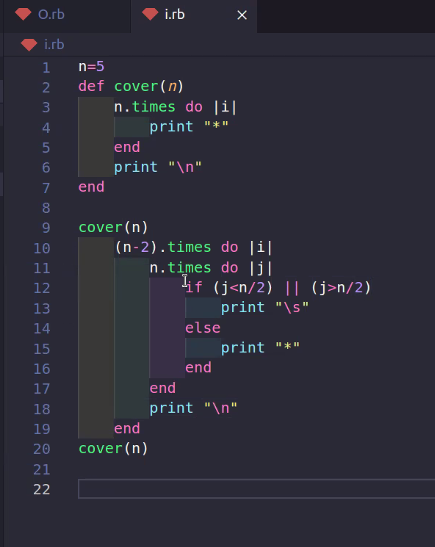 O.rb
i.rb
i.rb
1 n=5
2 def cover(n)
3     n.times do |i|
4         print "*"
5     end
6     print "\n"
7 end
8
9 cover(n)
10     (n-2).times do |i|
11         n.times do |j|
12             if (j<n/2) || (j>n/2)
13                 print "\s"
14             else
15                 print "*"
16             end
17         end
18         print "\n"
19     end
20 cover(n)
21
22